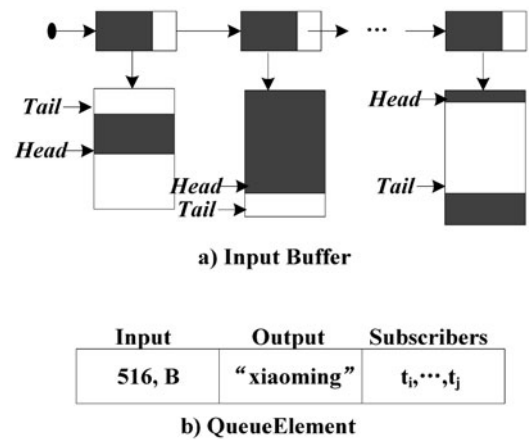 ...
Tail
Head
Head
Tail
Head
Tail
a) Input Buffer
Input Output Subscribers
516, B “xiaoming” ti,···,tj
b) QueueElement